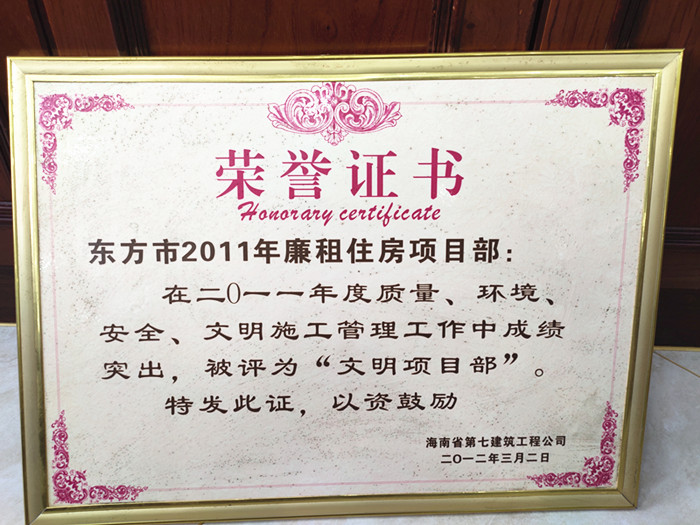 荣誉证书
Honorary certificate
东方市2011年廉租住房项目部：
在二〇一一年度质量、环境、
安全、文明施工管理工作中成绩
突出，被评为“文明项目部”。
特发此证，以资鼓励
海南省第七建筑工程公司
二〇一二年三月二日